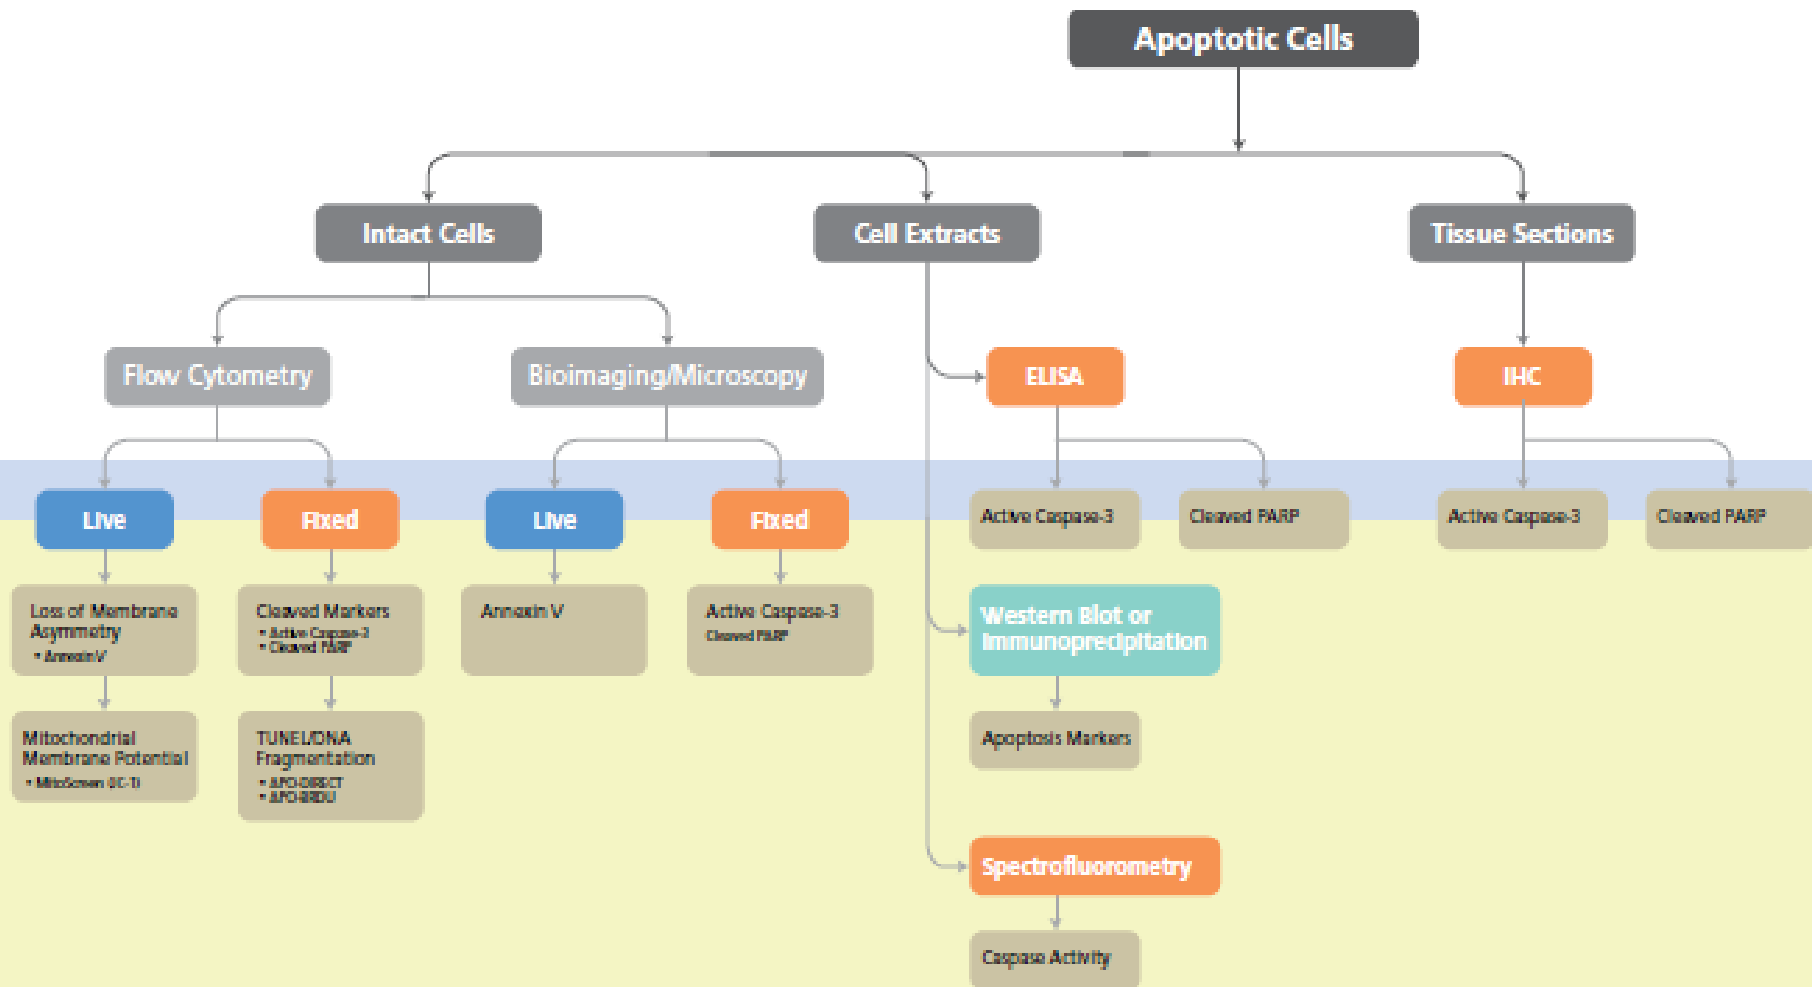 Apoptotic Cells
Intact Cells
Cell Extracts
Tissue Sections
Flow Cytometry
Bioimaging/Microscopy
ELISA
IHC
Live
Fixed
Live
Fixed
Active Caspase-3
Cleaved PARP
Active Caspase-3
Cleaved PARP
Loss of Membrane
Asymmetry
• Annexin V
Cleaved Markers
• Active Caspase-3
• Cleaved PARP
Annexin V
Active Caspase-3
Cleaved PARP
Western Blot or
Immunoprecipitation
Mitochondrial
Membrane Potential
• MitoScreen (JC-1)
TUNEL/DNA
Fragmentation
• APO-DIRECT
• APO-BRDU
Apoptosis Markers
Spectrofluorometry
Caspase Activity